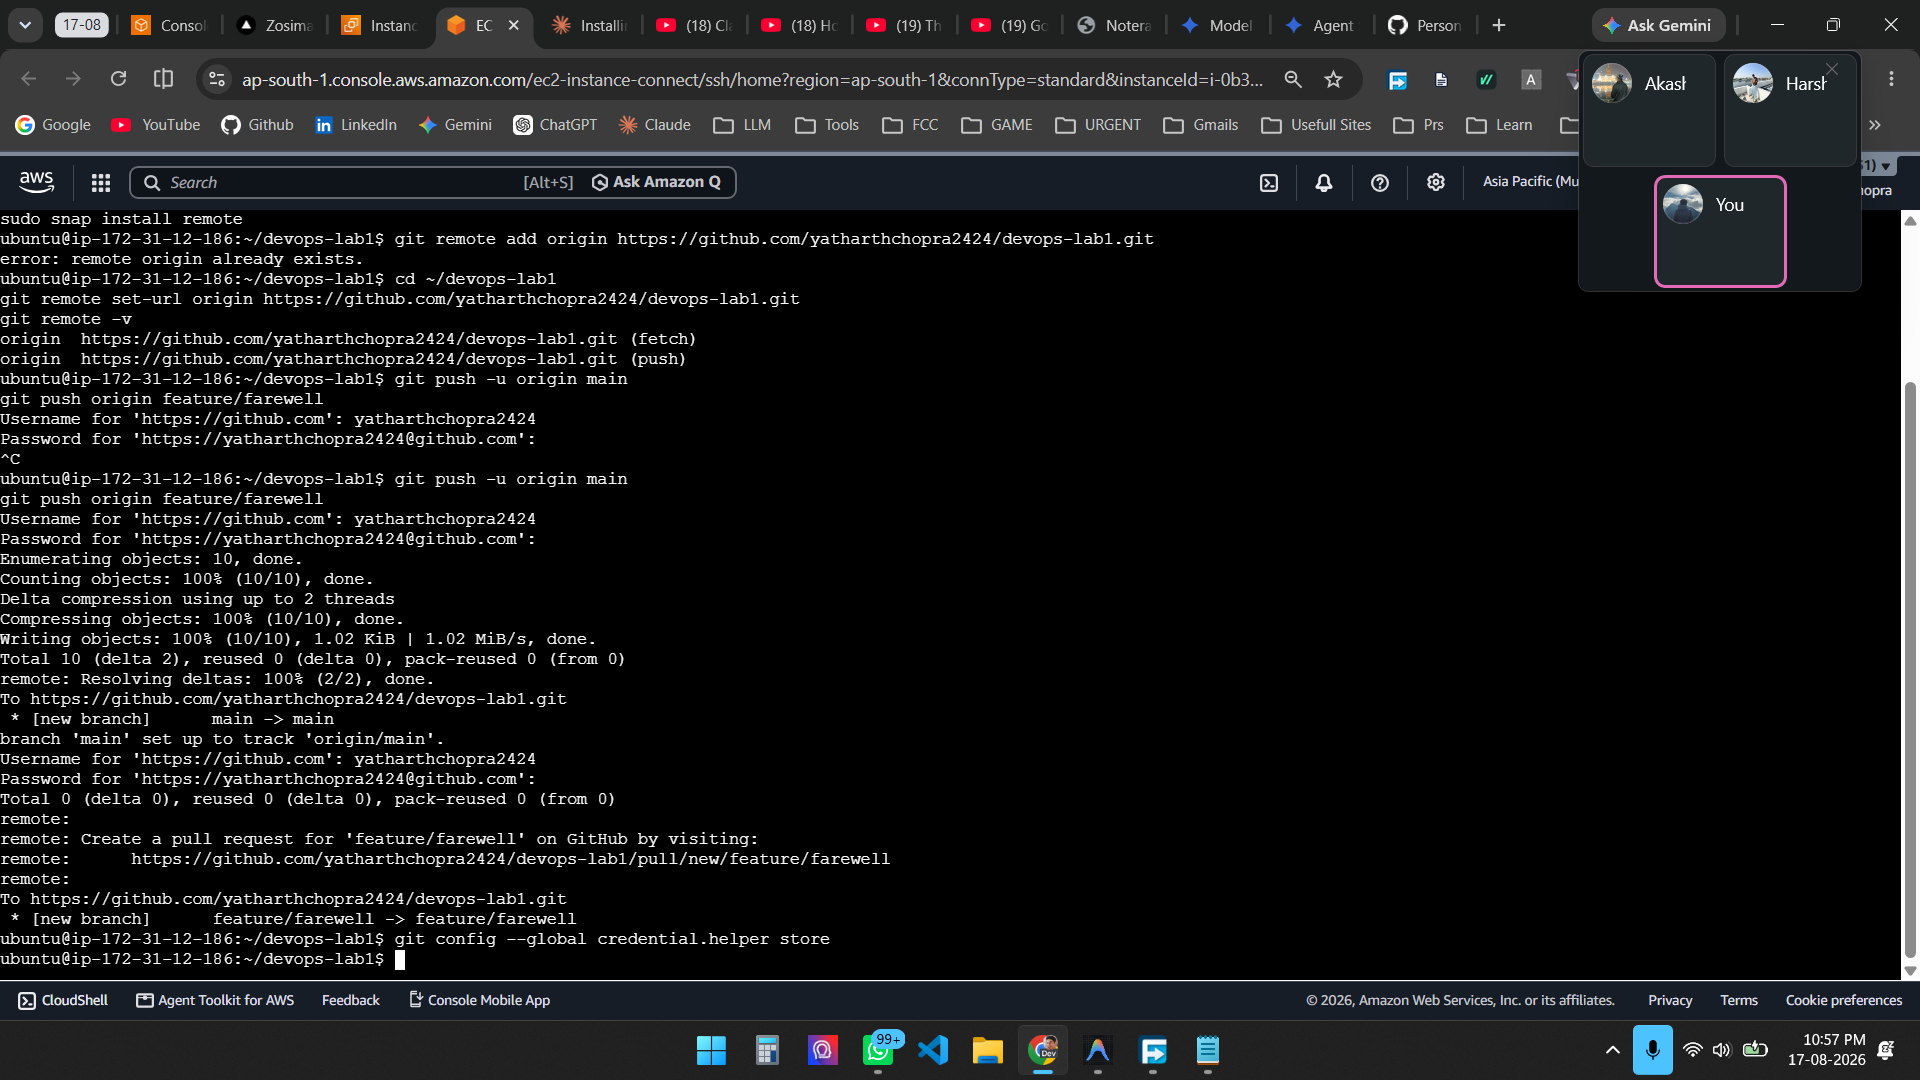 17-08
Consol
Zosima
Instanc
EC
Installin
(18) Cl
(18) Ho
(19) Th
(19) Go
Notera
Model
Agent
Person
Ask Gemini
ap-south-1.console.aws.amazon.com/ec2-instance-connect/ssh/home?region=ap-south-1&connType=standard&instanceId=i-0b3...
A
Google
YouTube
Github
LinkedIn
Gemini
ChatGPT
Claude
LLM
Tools
FCC
GAME
URGENT
Gmails
Usefull Sites
Prs
Learn
Akash
Harsh
You
aws
Search
[Alt+S]
Ask Amazon Q
Asia Pacific (Mu
51)
hopra
sudo snap install remote
ubuntu@ip-172-31-12-186:~/devops-lab1$ git remote add origin https://github.com/yatharthchopra2424/devops-lab1.git
error: remote origin already exists.
ubuntu@ip-172-31-12-186:~/devops-lab1$ cd ~/devops-lab1
git remote set-url origin https://github.com/yatharthchopra2424/devops-lab1.git
git remote -v
origin  https://github.com/yatharthchopra2424/devops-lab1.git (fetch)
origin  https://github.com/yatharthchopra2424/devops-lab1.git (push)
ubuntu@ip-172-31-12-186:~/devops-lab1$ git push -u origin main
git push origin feature/farewell
Username for 'https://github.com': yatharthchopra2424
Password for 'https://yatharthchopra2424@github.com':
^C
ubuntu@ip-172-31-12-186:~/devops-lab1$ git push -u origin main
git push origin feature/farewell
Username for 'https://github.com': yatharthchopra2424
Password for 'https://yatharthchopra2424@github.com':
Enumerating objects: 10, done.
Counting objects: 100% (10/10), done.
Delta compression using up to 2 threads
Compressing objects: 100% (10/10), done.
Writing objects: 100% (10/10), 1.02 KiB | 1.02 MiB/s, done.
Total 10 (delta 2), reused 0 (delta 0), pack-reused 0 (from 0)
remote: Resolving deltas: 100% (2/2), done.
To https://github.com/yatharthchopra2424/devops-lab1.git
 * [new branch]      main -> main
branch 'main' set up to track 'origin/main'.
Username for 'https://github.com': yatharthchopra2424
Password for 'https://yatharthchopra2424@github.com':
Total 0 (delta 0), reused 0 (delta 0), pack-reused 0 (from 0)
remote:
remote: Create a pull request for 'feature/farewell' on GitHub by visiting:
remote:      https://github.com/yatharthchopra2424/devops-lab1/pull/new/feature/farewell
remote:
To https://github.com/yatharthchopra2424/devops-lab1.git
 * [new branch]      feature/farewell -> feature/farewell
ubuntu@ip-172-31-12-186:~/devops-lab1$ git config --global credential.helper store
ubuntu@ip-172-31-12-186:~/devops-lab1$
CloudShell
Agent Toolkit for AWS
Feedback
Console Mobile App
© 2026, Amazon Web Services, Inc. or its affiliates.
Privacy
Terms
Cookie preferences
99+
Dev
10:57 PM
17-08-2026